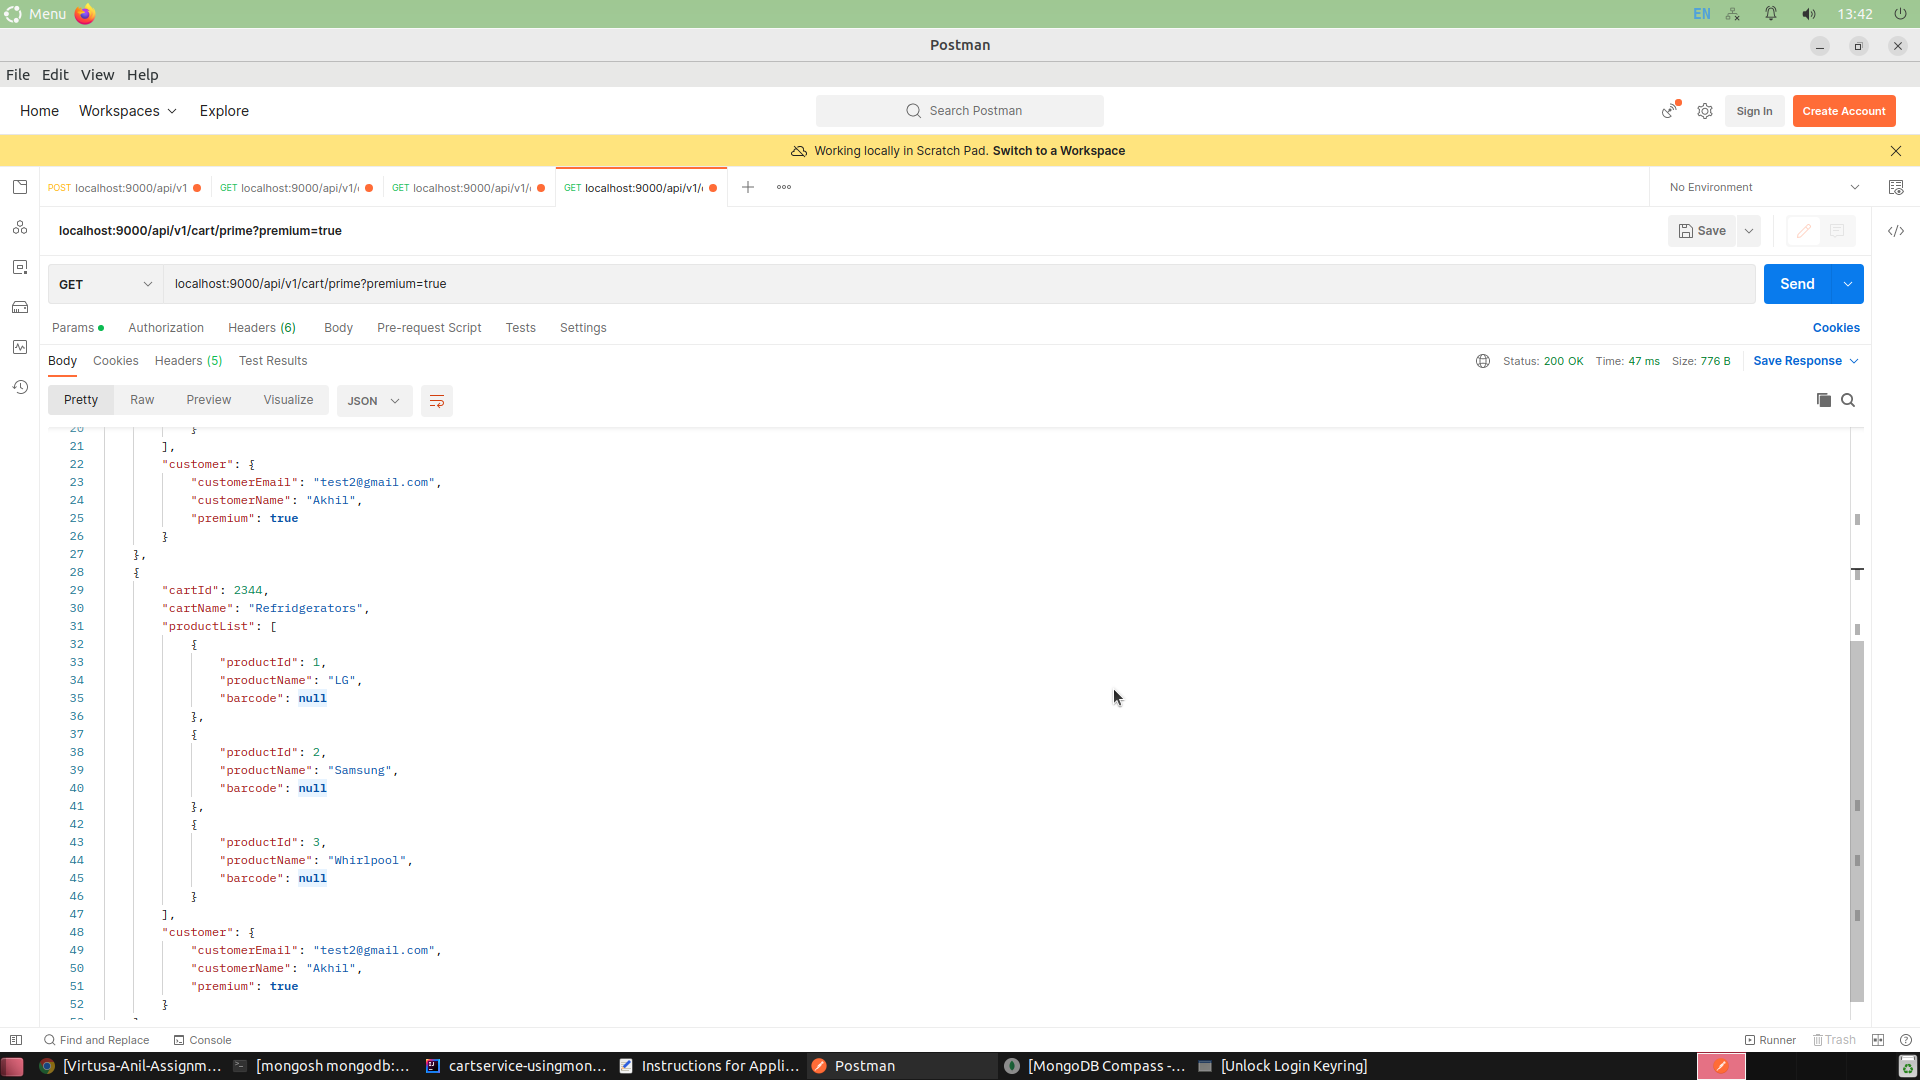 Menu
EN
13:42
Postman
File Edit View Help
Home Workspaces Explore
Search Postman
Sign In
Create Account
Working locally in Scratch Pad. Switch to a Workspace
POST localhost:9000/api/v1
GET localhost:9000/api/v1/
GET localhost:9000/api/v1/
GET localhost:9000/api/v1/
No Environment
localhost:9000/api/v1/cart/prime?premium=true
Save
GET
localhost:9000/api/v1/cart/prime?premium=true
Send
Params Authorization Headers (6) Body Pre-request Script Tests Settings
Cookies
Body Cookies Headers (5) Test Results
Status: 200 OK Time: 47 ms Size: 776 B
Save Response
Pretty Raw Preview Visualize JSON
20 }
21 ],
22 "customer": {
23 "customerEmail": "test2@gmail.com",
24 "customerName": "Akhil",
25 "premium": true
26 }
27 },
28 {
29 "cartId": 2344,
30 "cartName": "Refridgerators",
31 "productList": [
32 {
33 "productId": 1,
34 "productName": "LG",
35 "barcode": null
36 },
37 {
38 "productId": 2,
39 "productName": "Samsung",
40 "barcode": null
41 },
42 {
43 "productId": 3,
44 "productName": "Whirlpool",
45 "barcode": null
46 }
47 ],
48 "customer": {
49 "customerEmail": "test2@gmail.com",
50 "customerName": "Akhil",
51 "premium": true
52 }
Find and Replace Console
Runner Trash
[Virtusa-Anil-Assignm... [mongosh mongodb:... cartservice-usingmon... Instructions for Appli... Postman [MongoDB Compass -... [Unlock Login Keyring]